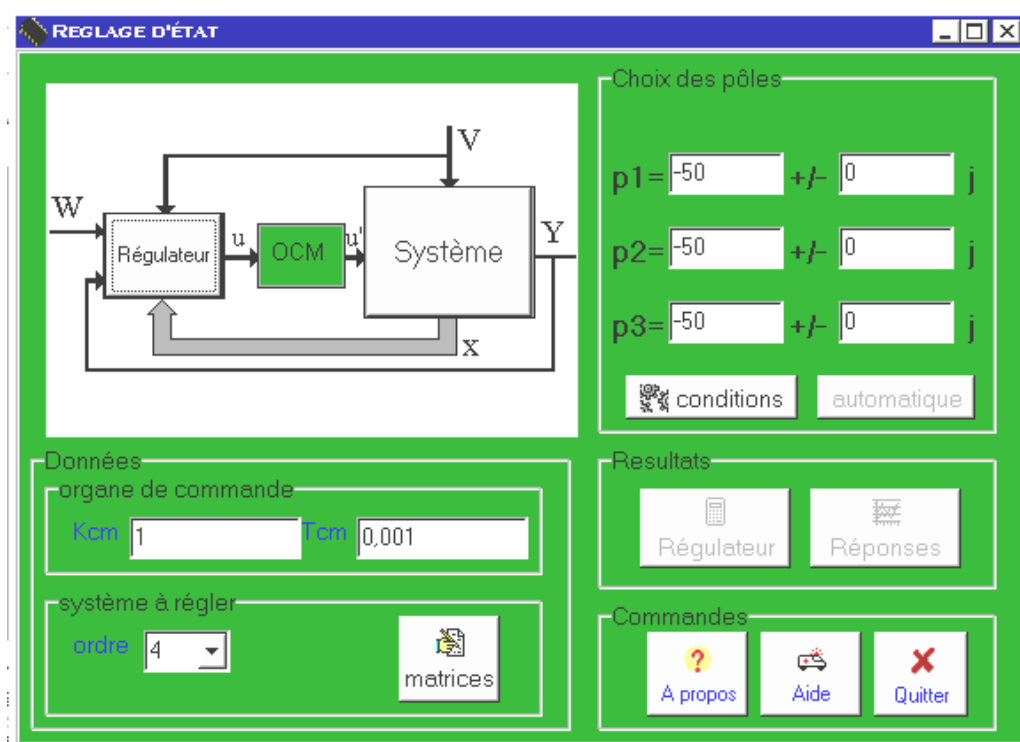 REGLAGE D'ÉTAT
V
W
Régulateur
u
OCM
u'
Système
Y
x
Choix des pôles
p1= -50 +/- 0 j
p2= -50 +/- 0 j
p3= -50 +/- 0 j
conditions automatique
Données
organe de commande
Kcm 1 Tcm 0,001
système à régler
ordre 4
matrices
Resultats
Régulateur Réponses
Commandes
? A propos Aide Quitter